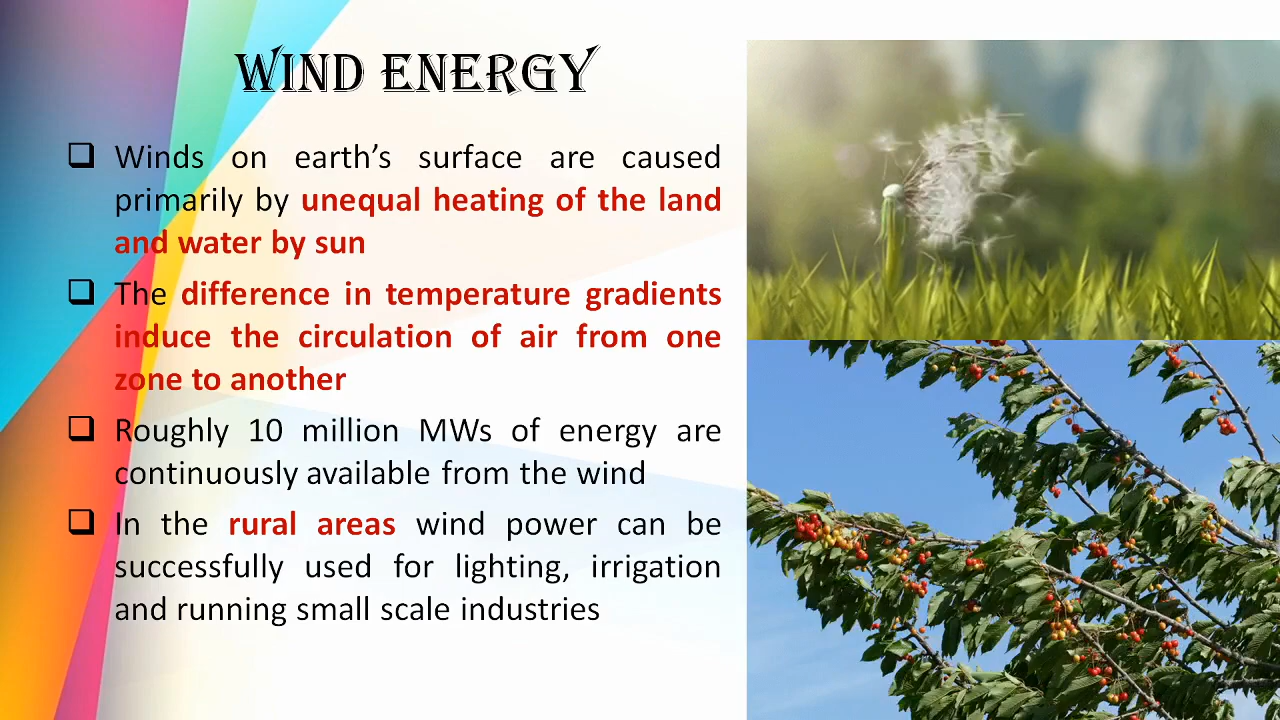 WIND ENERGY
❑ Winds on earth’s surface are caused
primarily by unequal heating of the land
and water by sun
❑ The difference in temperature gradients
induce the circulation of air from one
zone to another
❑ Roughly 10 million MWs of energy are
continuously available from the wind
❑ In the rural areas wind power can be
successfully used for lighting, irrigation
and running small scale industries